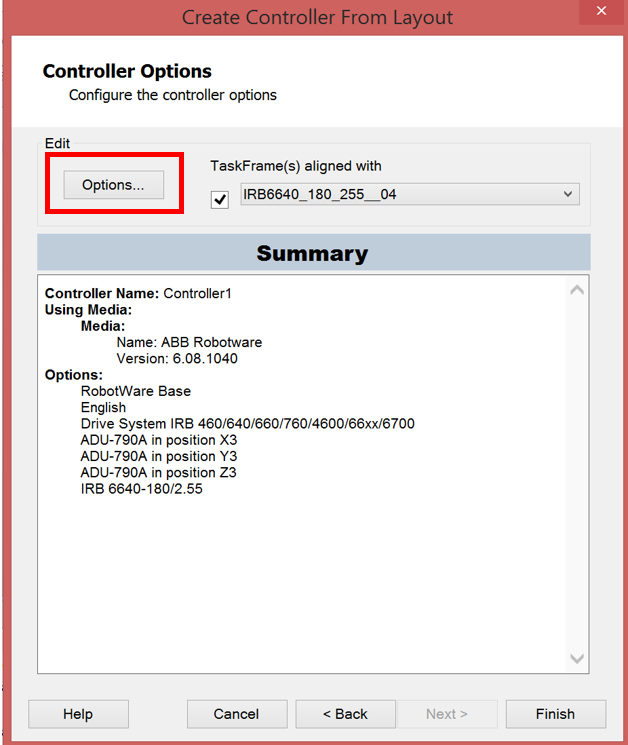 Create Controller From Layout
Controller Options
Configure the controller options
Edit
Options...
TaskFrame(s) aligned with
IRB6640_180_255__04
Summary
Controller Name: Controller1
Using Media:
Media:
Name: ABB Robotware
Version: 6.08.1040
Options:
RobotWare Base
English
Drive System IRB 460/640/660/760/4600/66xx/6700
ADU-790A in position X3
ADU-790A in position Y3
ADU-790A in position Z3
IRB 6640-180/2.55
Help Cancel < Back Next > Finish